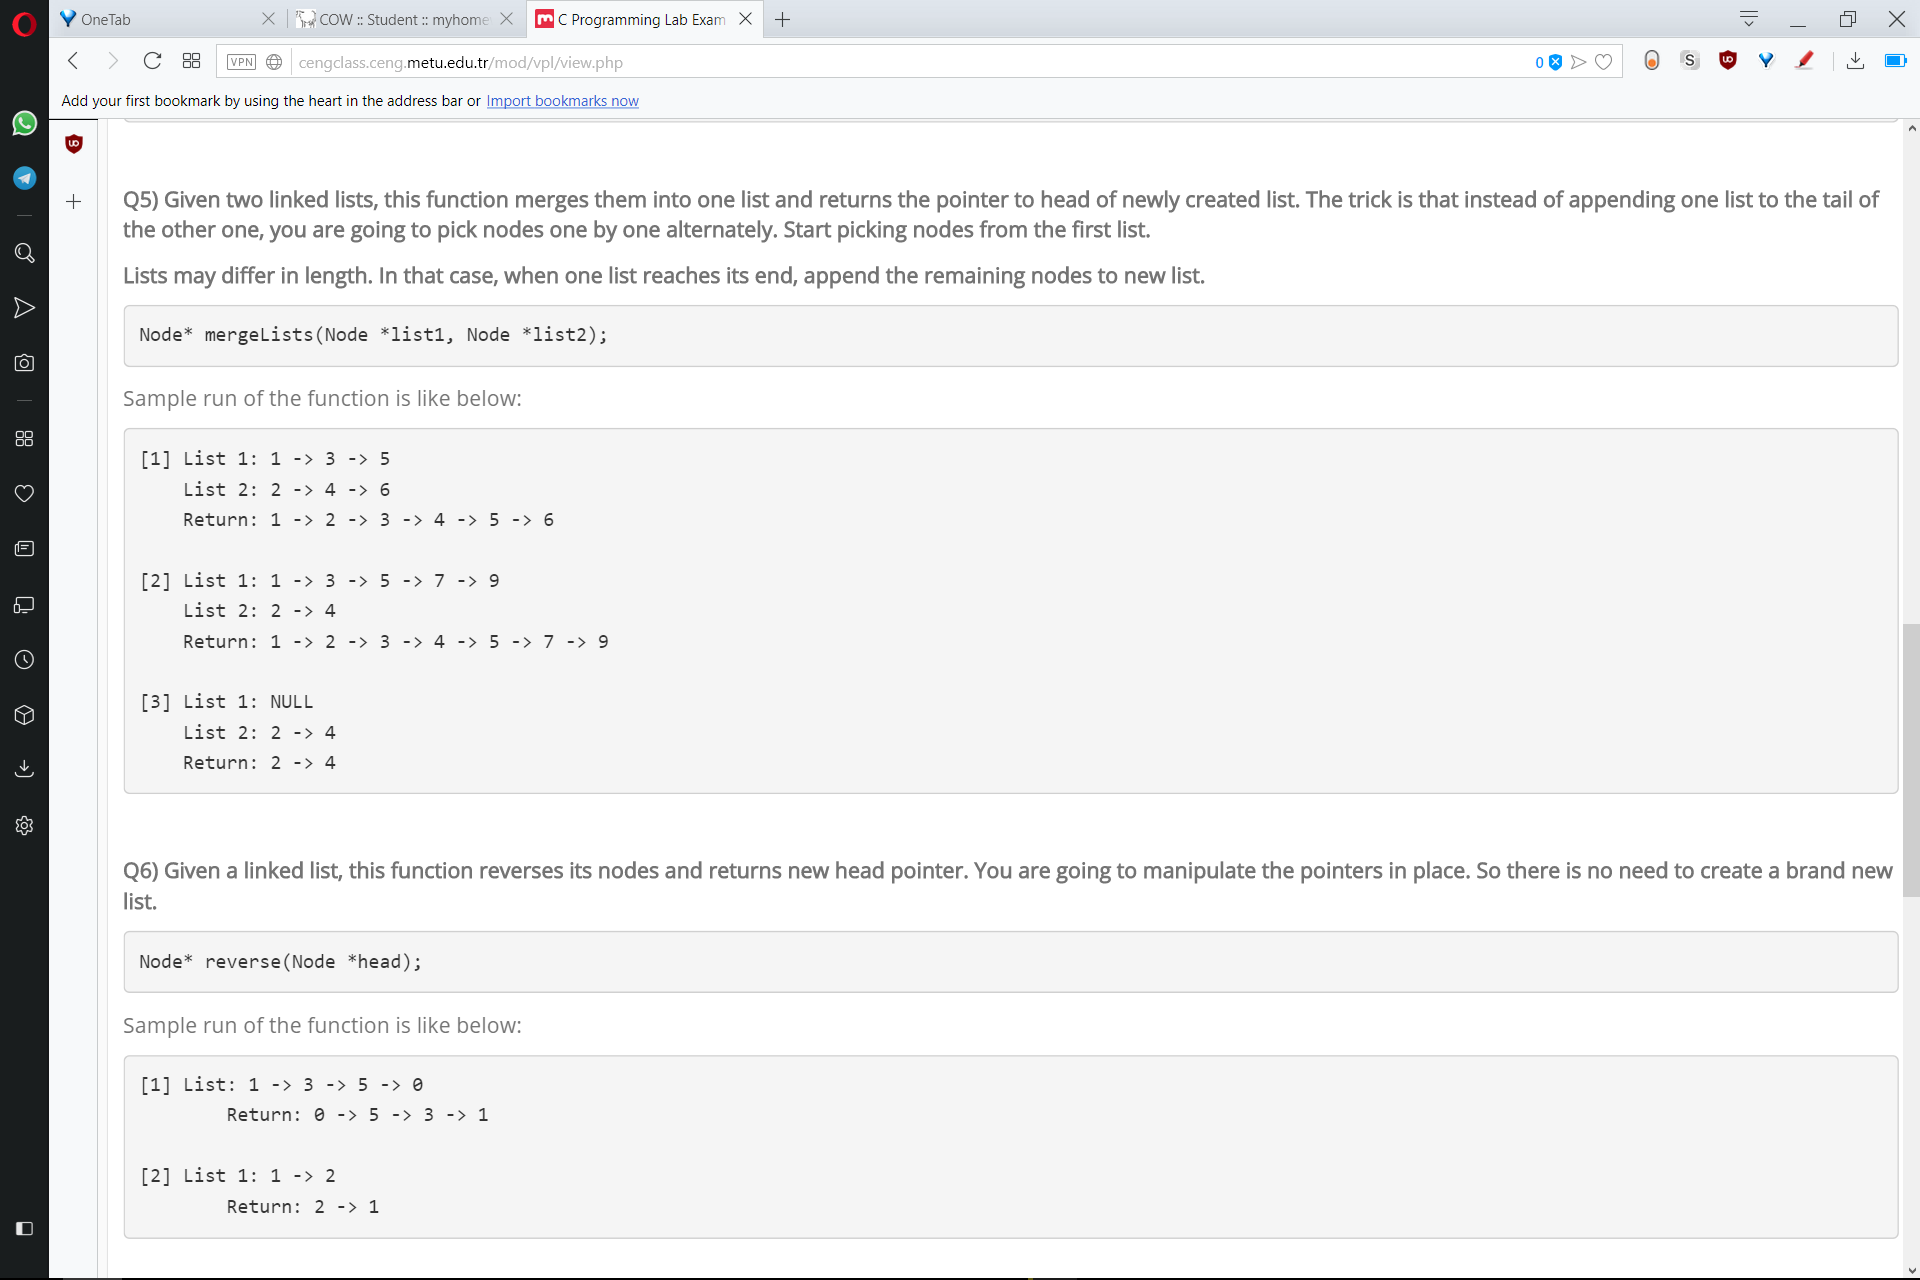 OneTab
COW :: Student :: myhome
C Programming Lab Exam
VPN
cengclass.ceng.metu.edu.tr/mod/vpl/view.php
0
S
Add your first bookmark by using the heart in the address bar or Import bookmarks now
Q5) Given two linked lists, this function merges them into one list and returns the pointer to head of newly created list. The trick is that instead of appending one list to the tail of
the other one, you are going to pick nodes one by one alternately. Start picking nodes from the first list.
Lists may differ in length. In that case, when one list reaches its end, append the remaining nodes to new list.
Node* mergeLists(Node *list1, Node *list2);
Sample run of the function is like below:
[1] List 1: 1 -> 3 -> 5
List 2: 2 -> 4 -> 6
Return: 1 -> 2 -> 3 -> 4 -> 5 -> 6
[2] List 1: 1 -> 3 -> 5 -> 7 -> 9
List 2: 2 -> 4
Return: 1 -> 2 -> 3 -> 4 -> 5 -> 7 -> 9
[3] List 1: NULL
List 2: 2 -> 4
Return: 2 -> 4
Q6) Given a linked list, this function reverses its nodes and returns new head pointer. You are going to manipulate the pointers in place. So there is no need to create a brand new
list.
Node* reverse(Node *head);
Sample run of the function is like below:
[1] List: 1 -> 3 -> 5 -> 0
Return: 0 -> 5 -> 3 -> 1
[2] List 1: 1 -> 2
Return: 2 -> 1